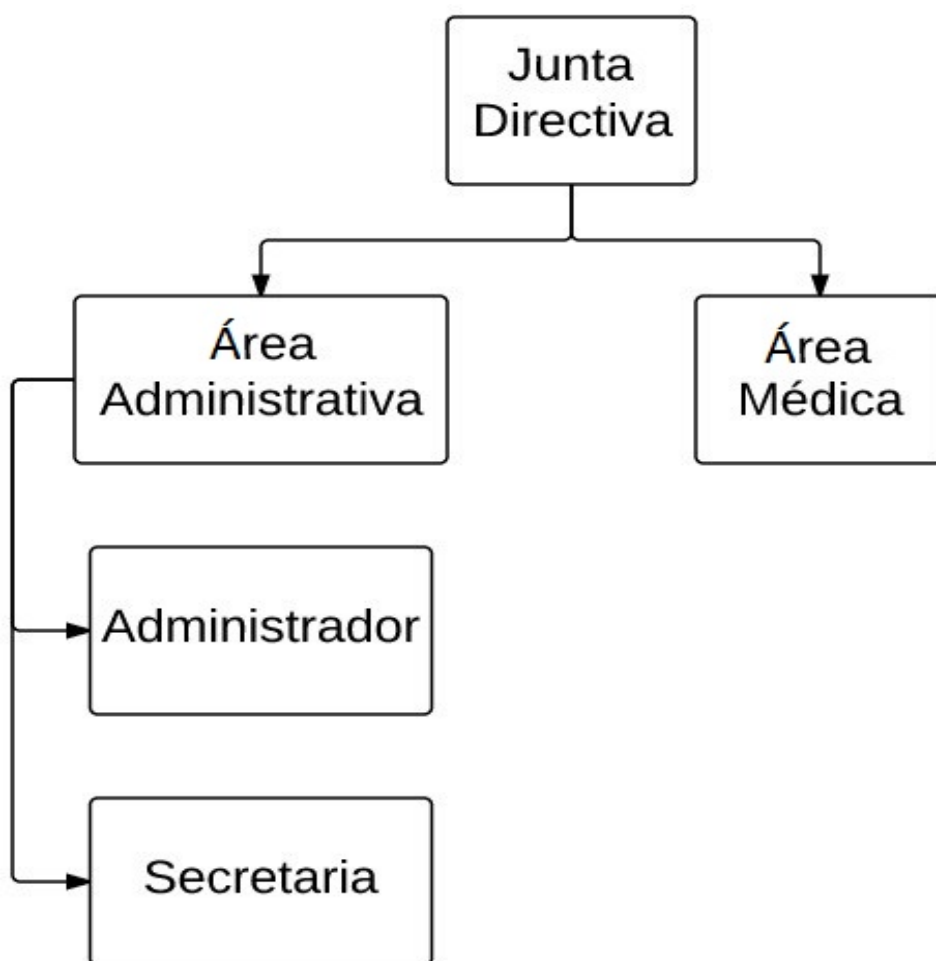 Junta
Directiva
Área
Administrativa
Área
Médica
Administrador
Secretaria